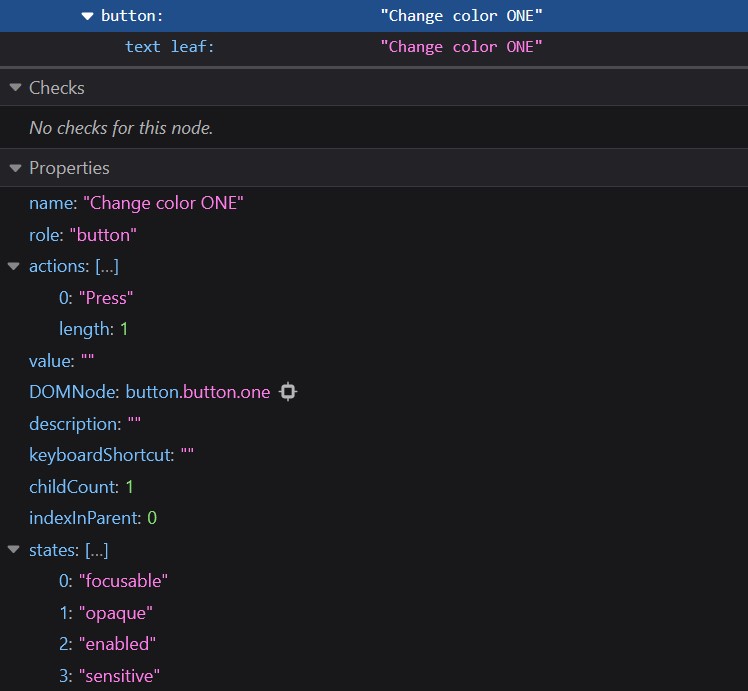 button: "Change color ONE"
text leaf: "Change color ONE"
Checks
No checks for this node.
Properties
name: "Change color ONE"
role: "button"
actions: […]
0: "Press"
length: 1
value: ""
DOMNode: button.button.one
description: ""
keyboardShortcut: ""
childCount: 1
indexInParent: 0
states: […]
0: "focusable"
1: "opaque"
2: "enabled"
3: "sensitive"